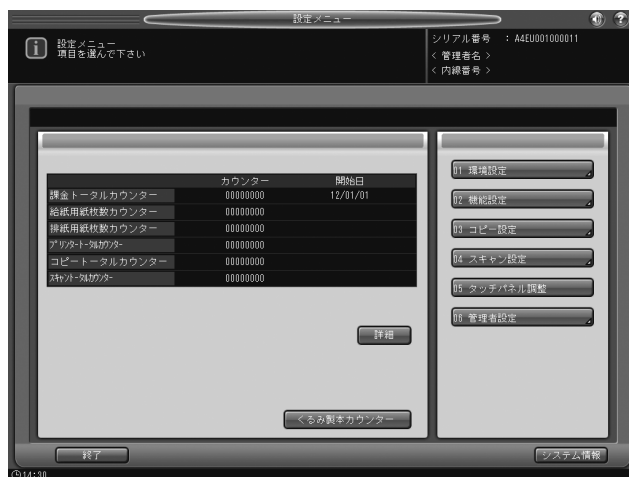 設定メニュー
設定メニュー
項目を選んで下さい
シリアル番号 : A4EU001000011
< 管理者名 >
< 内線番号 >
カウンター 開始日
課金トータルカウンター 00000000 12/01/01
給紙用紙枚数カウンター 00000000
排紙用紙枚数カウンター 00000000
プリンタートータルカウンター 00000000
コピートータルカウンター 00000000
スキャントータルカウンター 00000000
詳細
くるみ製本カウンター
01 環境設定
02 機能設定
03 コピー設定
04 スキャン設定
05 タッチパネル調整
06 管理者設定
終了
システム情報
14:30